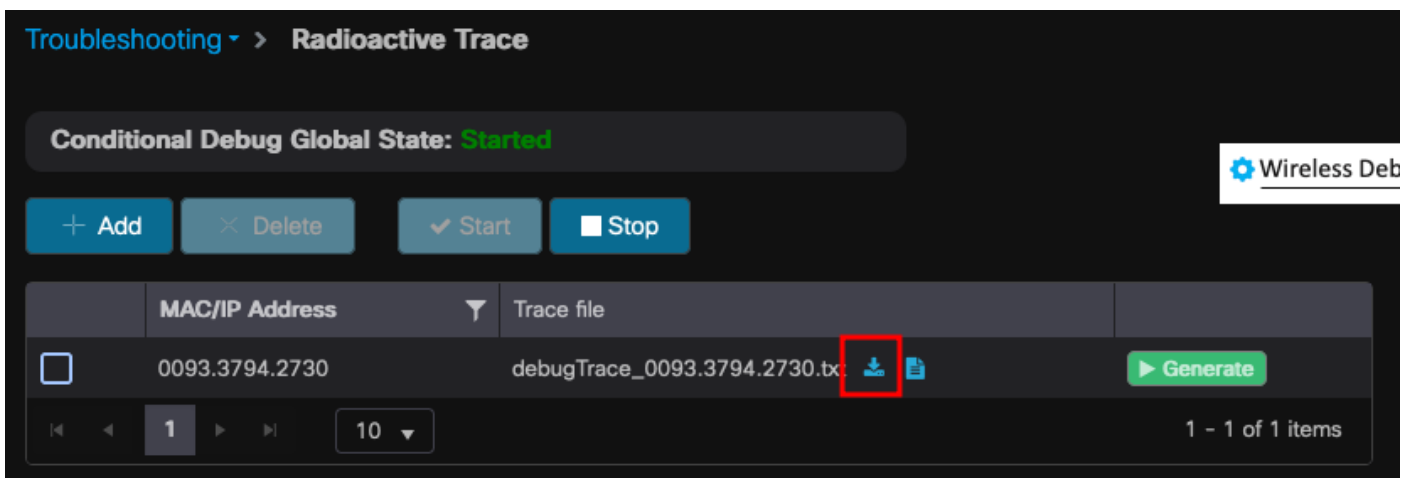 Troubleshooting > Radioactive Trace
Conditional Debug Global State: Started
Wireless Deb
+ Add
× Delete
✔ Start
Stop
MAC/IP Address
Trace file
0093.3794.2730
debugTrace_0093.3794.2730.txt
Generate
1
10
1 - 1 of 1 items